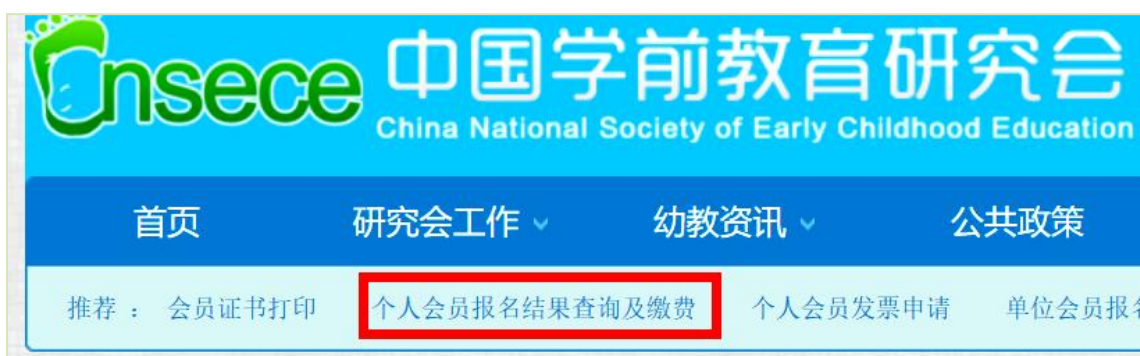 Cnsece 中国学前教育研究会
China National Society of Early Childhood Education
首页 研究会工作 幼教资讯 公共政策
推荐 ： 会员证书打印 个人会员报名结果查询及缴费 个人会员发票申请 单位会员报名